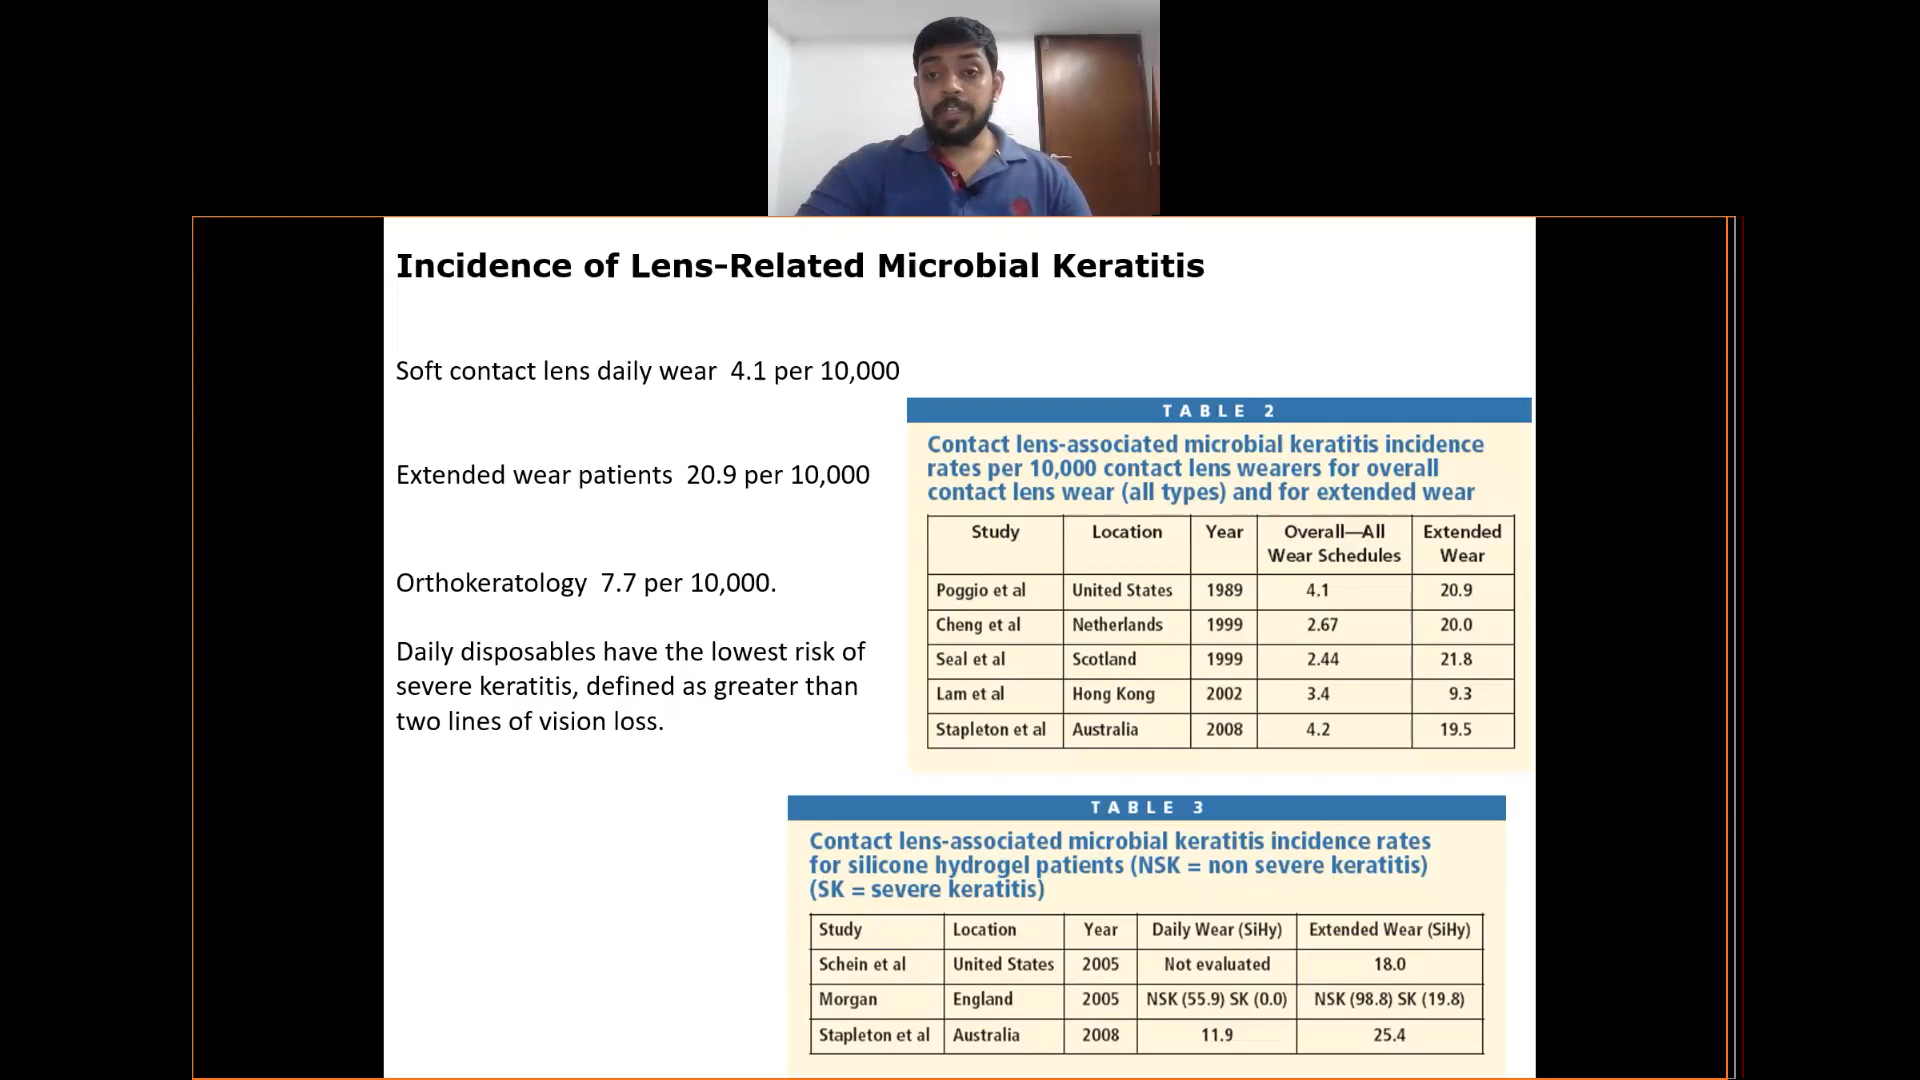 Incidence of Lens-Related Microbial Keratitis
Soft contact lens daily wear 4.1 per 10,000
Extended wear patients 20.9 per 10,000
Orthokeratology 7.7 per 10,000.
Daily disposables have the lowest risk of
severe keratitis, defined as greater than
two lines of vision loss.
TABLE 2
Contact lens-associated microbial keratitis incidence
rates per 10,000 contact lens wearers for overall
contact lens wear (all types) and for extended wear
Study Location Year Overall—All Wear Schedules Extended Wear
Poggio et al United States 1989 4.1 20.9
Cheng et al Netherlands 1999 2.67 20.0
Seal et al Scotland 1999 2.44 21.8
Lam et al Hong Kong 2002 3.4 9.3
Stapleton et al Australia 2008 4.2 19.5
TABLE 3
Contact lens-associated microbial keratitis incidence rates
for silicone hydrogel patients (NSK = non severe keratitis)
(SK = severe keratitis)
Study Location Year Daily Wear (SiHy) Extended Wear (SiHy)
Schein et al United States 2005 Not evaluated 18.0
Morgan England 2005 NSK (55.9) SK (0.0) NSK (98.8) SK (19.8)
Stapleton et al Australia 2008 11.9 25.4